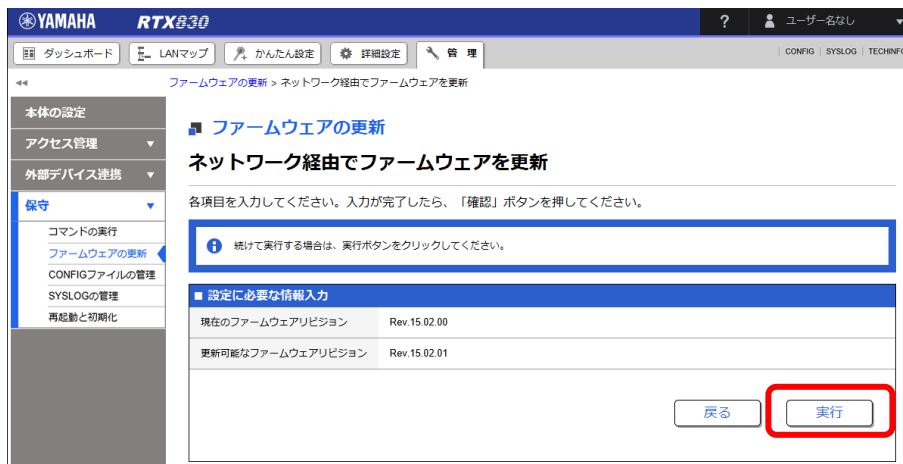 YAMAHA RTX830 ? ユーザー名なし
ダッシュボード LANマップ かんたん設定 詳細設定 管理 CONFIG SYSLOG TECHINFO
ファームウェアの更新 > ネットワーク経由でファームウェアを更新
本体の設定
アクセス管理
外部デバイス連携
保守
コマンドの実行
ファームウェアの更新
CONFIGファイルの管理
SYSLOGの管理
再起動と初期化
ファームウェアの更新
ネットワーク経由でファームウェアを更新
各項目を入力してください。入力が完了したら、「確認」ボタンを押してください。
続けて実行する場合は、実行ボタンをクリックしてください。
■ 設定に必要な情報入力
現在のファームウェアリビジョン Rev.15.02.00
更新可能なファームウェアリビジョン Rev.15.02.01
戻る 実行